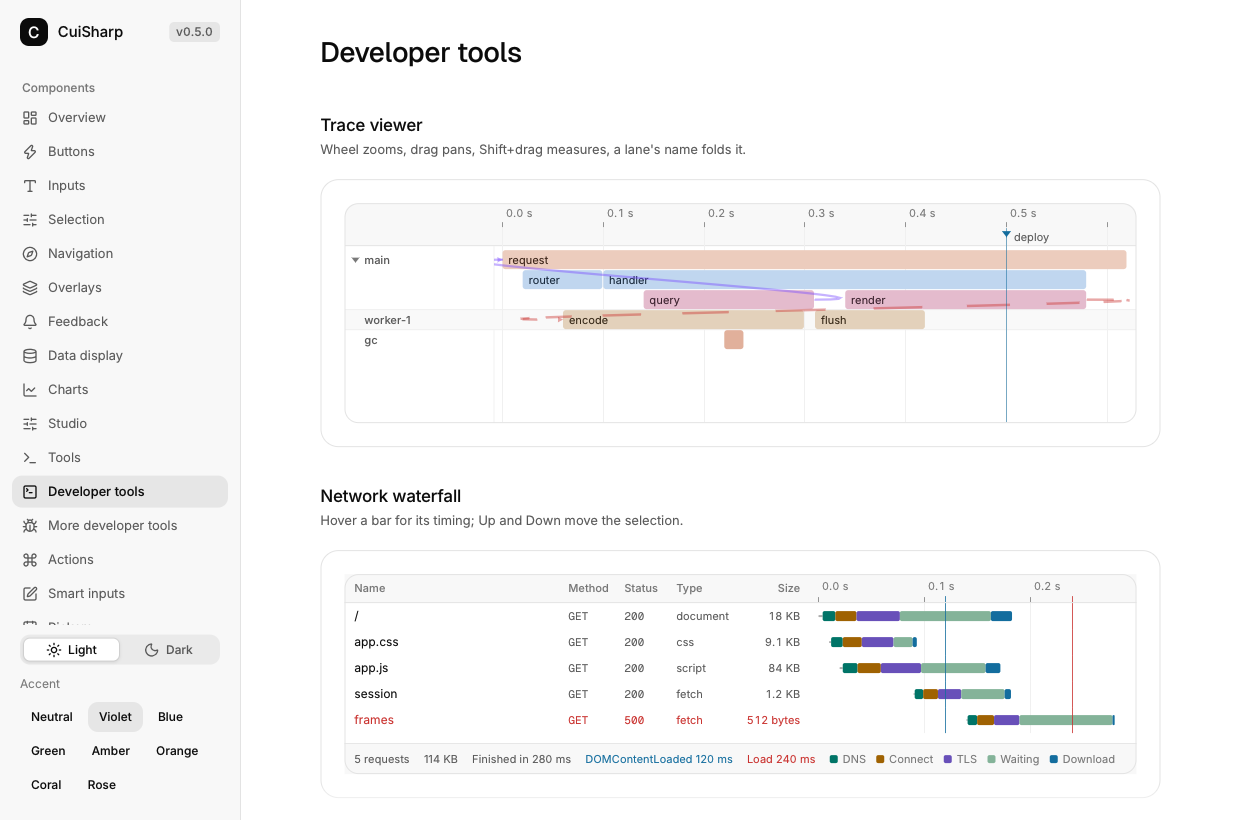 C CuiSharp v0.5.0
Components
Overview
Buttons
Inputs
Selection
Navigation
Overlays
Feedback
Data display
Charts
Studio
Tools
Developer tools
More developer tools
Actions
Smart inputs
Light Dark
Accent
Neutral Violet Blue
Green Amber Orange
Coral Rose
Developer tools
Trace viewer
Wheel zooms, drag pans, Shift+drag measures, a lane's name folds it.
0.0 s 0.1 s 0.2 s 0.3 s 0.4 s 0.5 s
deploy
main request
router handler
query render
worker-1 encode flush
gc
Network waterfall
Hover a bar for its timing; Up and Down move the selection.
Name Method Status Type Size 0.0 s 0.1 s 0.2 s
/ GET 200 document 18 KB
app.css GET 200 css 9.1 KB
app.js GET 200 script 84 KB
session GET 200 fetch 1.2 KB
frames GET 500 fetch 512 bytes
5 requests 114 KB Finished in 280 ms DOMContentLoaded 120 ms Load 240 ms DNS Connect TLS Waiting Download